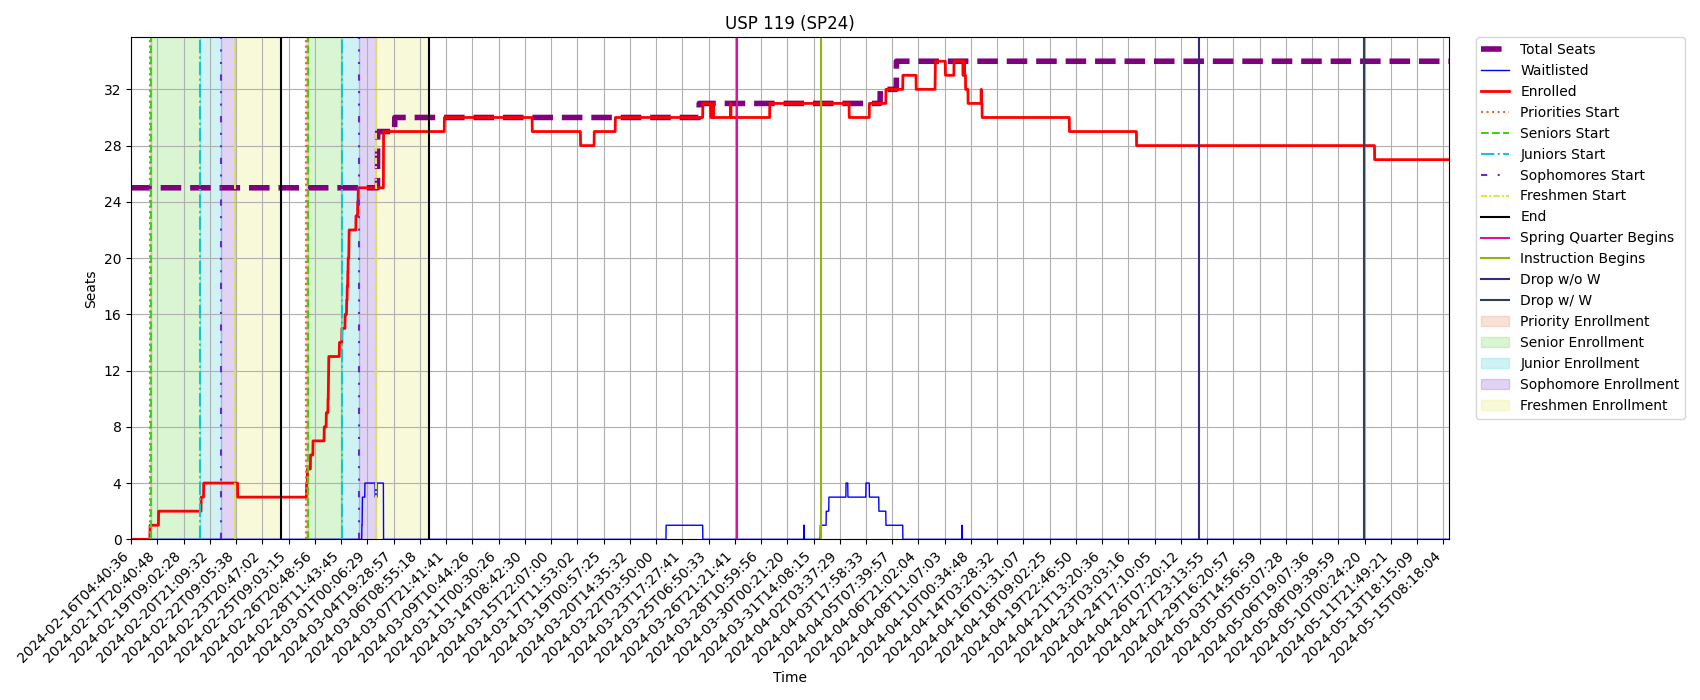 USP 119 (SP24)
Seats
32
28
24
20
16
12
8
4
0
2024-02-16T04:40:36
2024-02-17T20:40:48
2024-02-19T09:02:28
2024-02-20T21:09:32
2024-02-22T09:05:38
2024-02-23T20:47:02
2024-02-25T09:03:15
2024-02-26T20:48:56
2024-02-28T11:43:45
2024-03-01T00:06:29
2024-03-04T19:28:57
2024-03-06T08:55:18
2024-03-07T21:41:41
2024-03-11T10:44:26
2024-03-13T00:30:26
2024-03-14T08:42:30
2024-03-15T22:07:00
2024-03-17T11:53:02
2024-03-19T00:57:25
2024-03-20T14:35:32
2024-03-22T03:50:00
2024-03-23T17:27:41
2024-03-25T06:50:33
2024-03-26T21:21:41
2024-03-28T10:59:56
2024-03-30T00:21:20
2024-03-31T14:08:15
2024-04-02T03:37:29
2024-04-03T17:58:33
2024-04-05T07:39:57
2024-04-06T21:02:04
2024-04-08T11:07:03
2024-04-10T00:34:48
2024-04-14T03:28:32
2024-04-16T01:31:07
2024-04-18T09:02:25
2024-04-19T22:46:50
2024-04-21T13:20:36
2024-04-23T03:03:16
2024-04-24T17:10:05
2024-04-26T07:20:12
2024-04-27T23:13:55
2024-04-29T16:20:57
2024-05-03T14:56:59
2024-05-05T05:07:28
2024-05-06T19:07:36
2024-05-08T09:39:59
2024-05-10T00:24:20
2024-05-11T21:49:21
2024-05-13T18:15:09
2024-05-15T08:18:04
Time
Total Seats
Waitlisted
Enrolled
Priorities Start
Seniors Start
Juniors Start
Sophomores Start
Freshmen Start
End
Spring Quarter Begins
Instruction Begins
Drop w/o W
Drop w/ W
Priority Enrollment
Senior Enrollment
Junior Enrollment
Sophomore Enrollment
Freshmen Enrollment